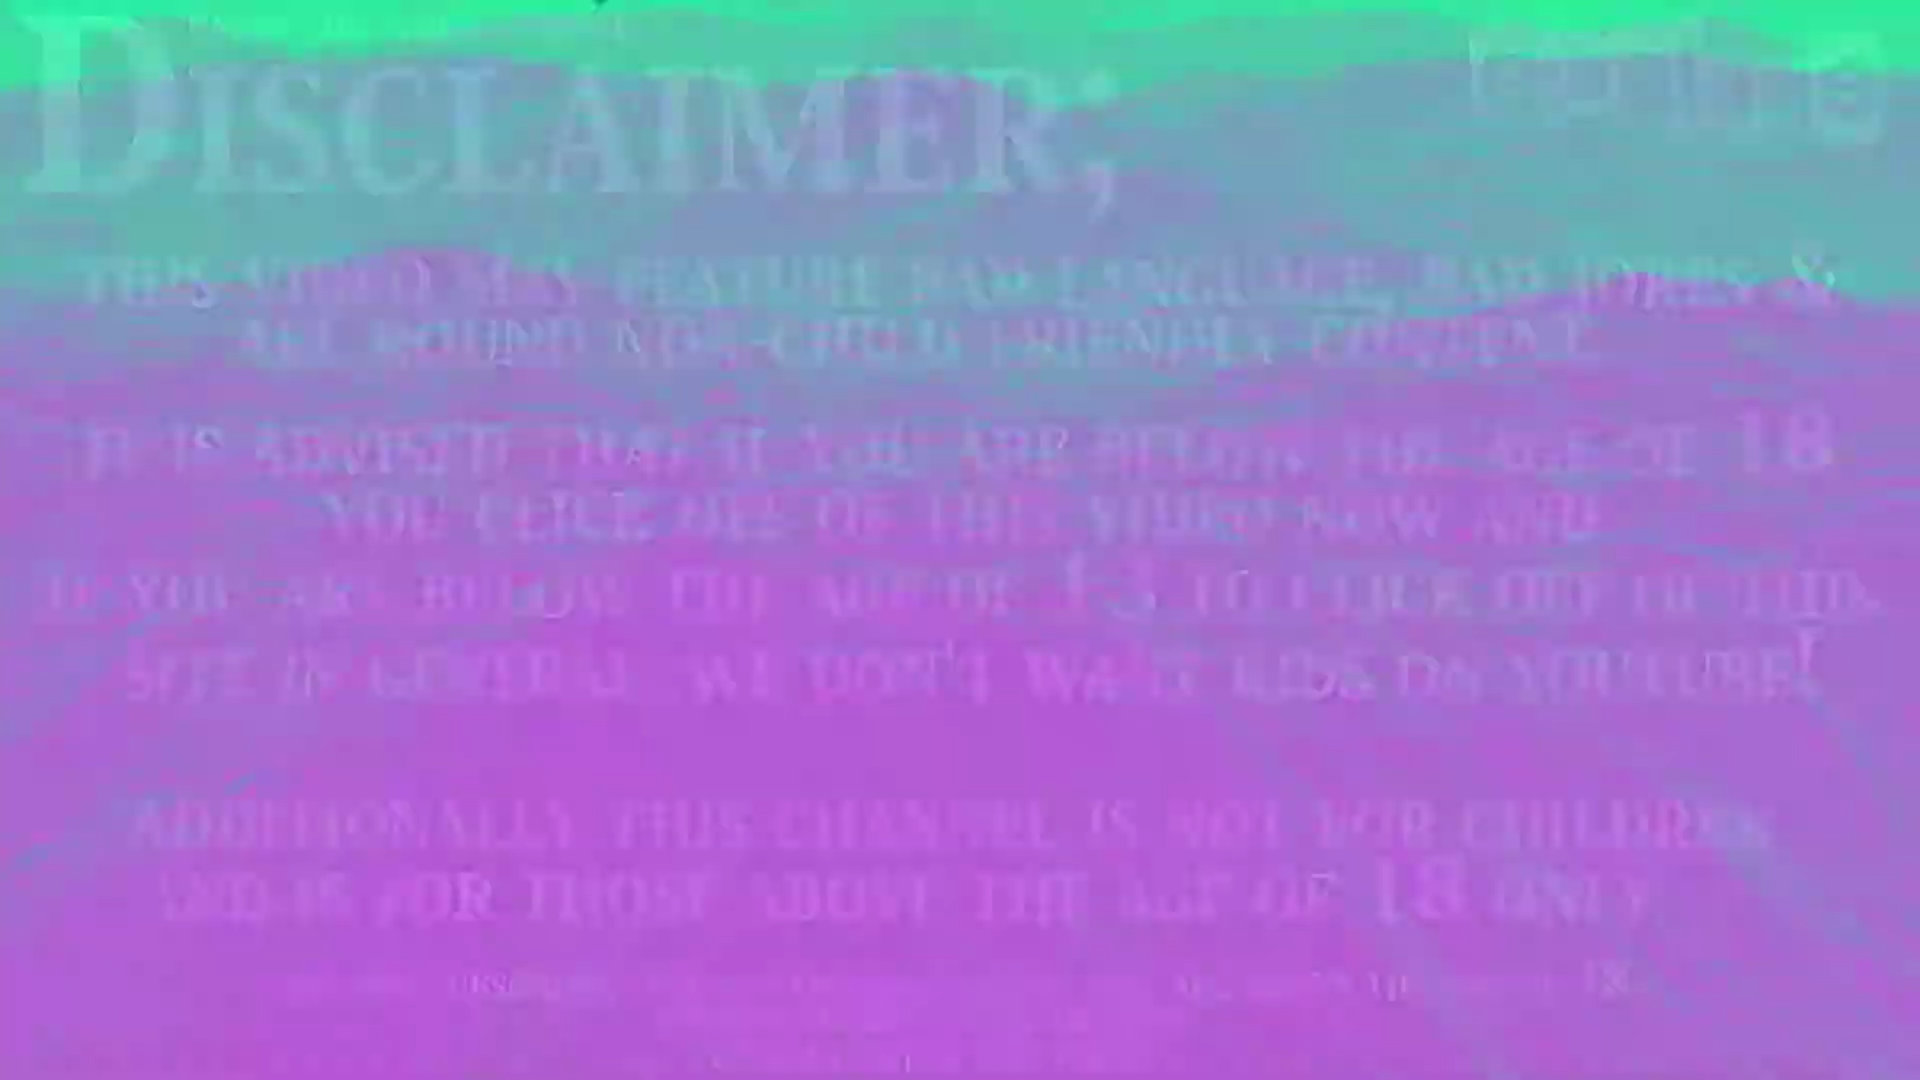 DISCLAIMER;
THIS VIDEO MAY FEATURE BAD LANGUAGE, BAD JOKES &
ALL ROUND NON-CHILD FRIENDLY CONTENT
IT IS ADVISED THAT IF YOU ARE BELOW THE AGE OF 18
YOU CLICK OFF OF THIS VIDEO NOW AND
IF YOU ARE BELOW THE AGE OF 13 TO CLICK OFF OF THIS
SITE IN GENERAL, WE DON'T WANT KIDS ON YOUTUBE!
ADDITIONALLY THIS CHANNEL IS NOT FOR CHILDREN
AND IS FOR THOSE ABOVE THE AGE OF 18 ONLY